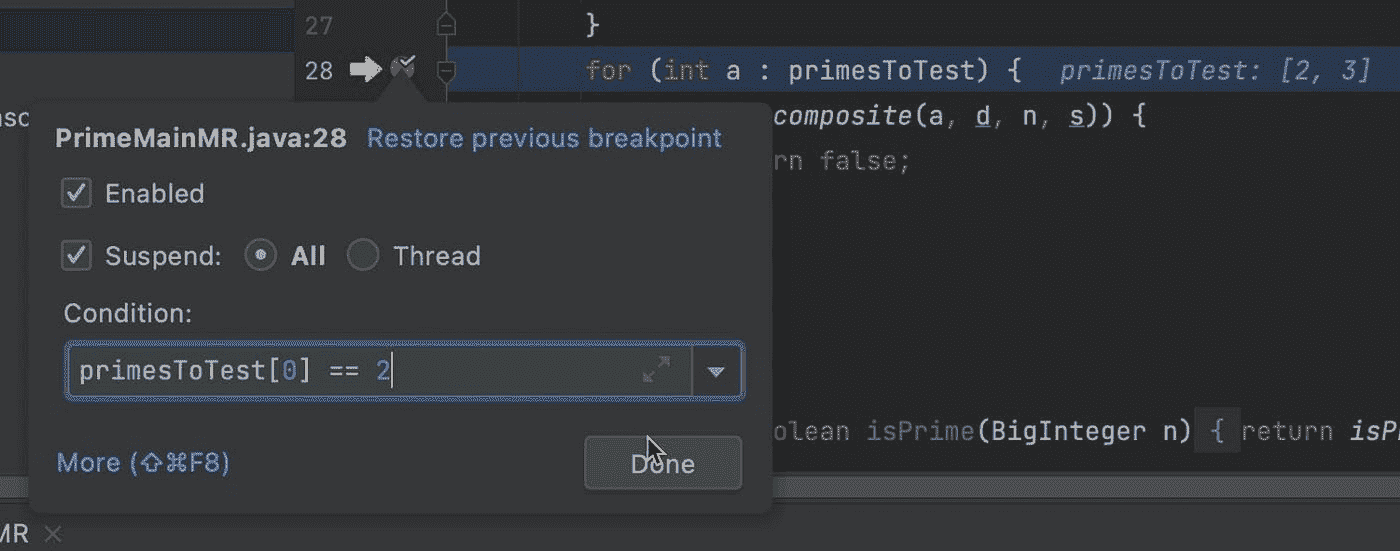 27 }
28 for (int a : primesToTest) { primesToTest: [2, 3]
composite(a, d, n, s)) {
PrimeMainMR.java:28 Restore previous breakpoint
rn false;
Enabled
Suspend: All Thread
Condition:
primesToTest[0] == 2
olean isPrime(BigInteger n) { return isP
More (⇧⌘F8) Done
MR